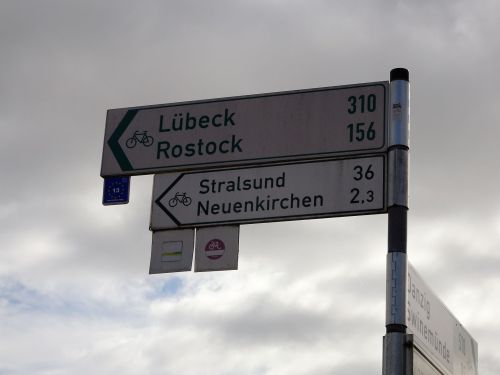 Lübeck 310
Rostock 156
13
Stralsund 36
Neuenkirchen 2,3
Danzig
Swinemünde